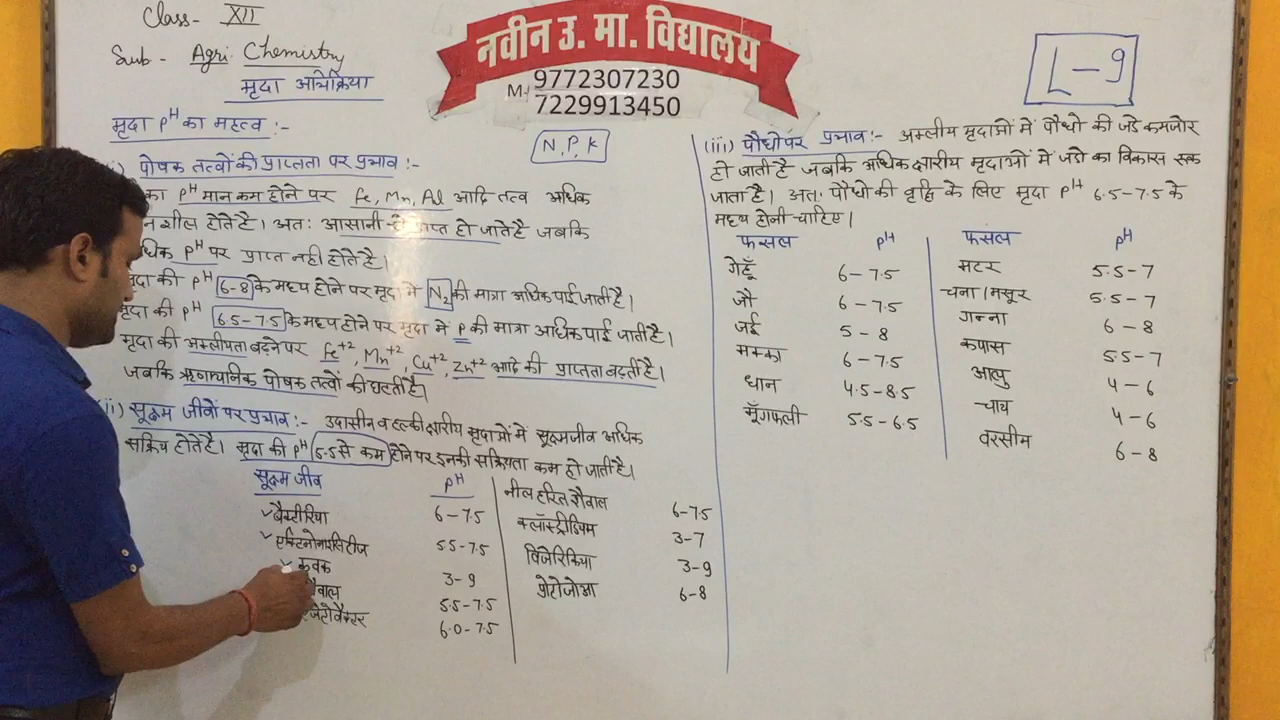 Class- XII
Sub - Agri Chemistry
मृदा अभिक्रिया
नवीन उ. मा. विद्यालय
M.- 9772307230
7229913450
L-9
मृदा pH का महत्व :-
N, P, K
i) पोषक तत्वों की प्राप्तता पर प्रभाव :-
का pH मान कम होने पर Fe, Mn, Al आदि तत्व अधिक
शील होते है। अतः आसानी से प्राप्त हो जाते है जबकि
धिक pH पर प्राप्त नही होते है।
मृदा की pH 6-8 के मध्य होने पर मृदा मे N2 की मात्रा अधिक पाई जाती है।
मृदा की pH 6.5-7.5 के मध्य होने पर मृदा मे P की मात्रा अधिक पाई जाती है।
मृदा की अम्लीयता बढने पर Fe+2, Mn+2, Cu+2, Zn+2 आदि की प्राप्तता बढती है।
जबकि ऋणात्यनिक पोषक तत्वों की घटती है।
(ii) सूक्ष्म जीवों पर प्रभाव :- उदासीन व हल्की क्षारीय मृदाओं में सूक्ष्मजीव अधिक
सक्रिय होते है। मृदा की pH 5.5 से कम होने पर इनकी सक्रियता कम हो जाती है।
सूक्ष्म जीव pH
बैक्टीरिया 6-7.5
एक्टिनोमायसिटीज 5.5-7.5
कवक 3-9
वाल 5.5-7.5
जेटोबैक्टर 6.0-7.5
नील हरित शैवाल 6-7.5
क्लॉस्ट्रीडियम 3-7
विजेरिकिया 3-9
प्रोटोजोआ 6-8
(iii) पौधो पर प्रभाव :- अम्लीय मृदाओं में पौधो की जडे कमजोर
हो जाती है जबकि अधिक क्षारीय मृदाओं में जडो का विकास रुक
जाता है। अतः पौधो की वृद्धि के लिए मृदा pH 6.5-7.5 के
मध्य होनी चाहिए।
फसल pH
गेहूँ 6-7.5
जौ 6-7.5
जई 5-8
मक्का 6-7.5
धान 4.5-8.5
मूँगफली 5.5-6.5
फसल pH
मटर 5.5-7
चना/मसूर 5.5-7
गन्ना 6-8
कपास 5.5-7
आलू 4-6
चाय 4-6
वरसीम 6-8